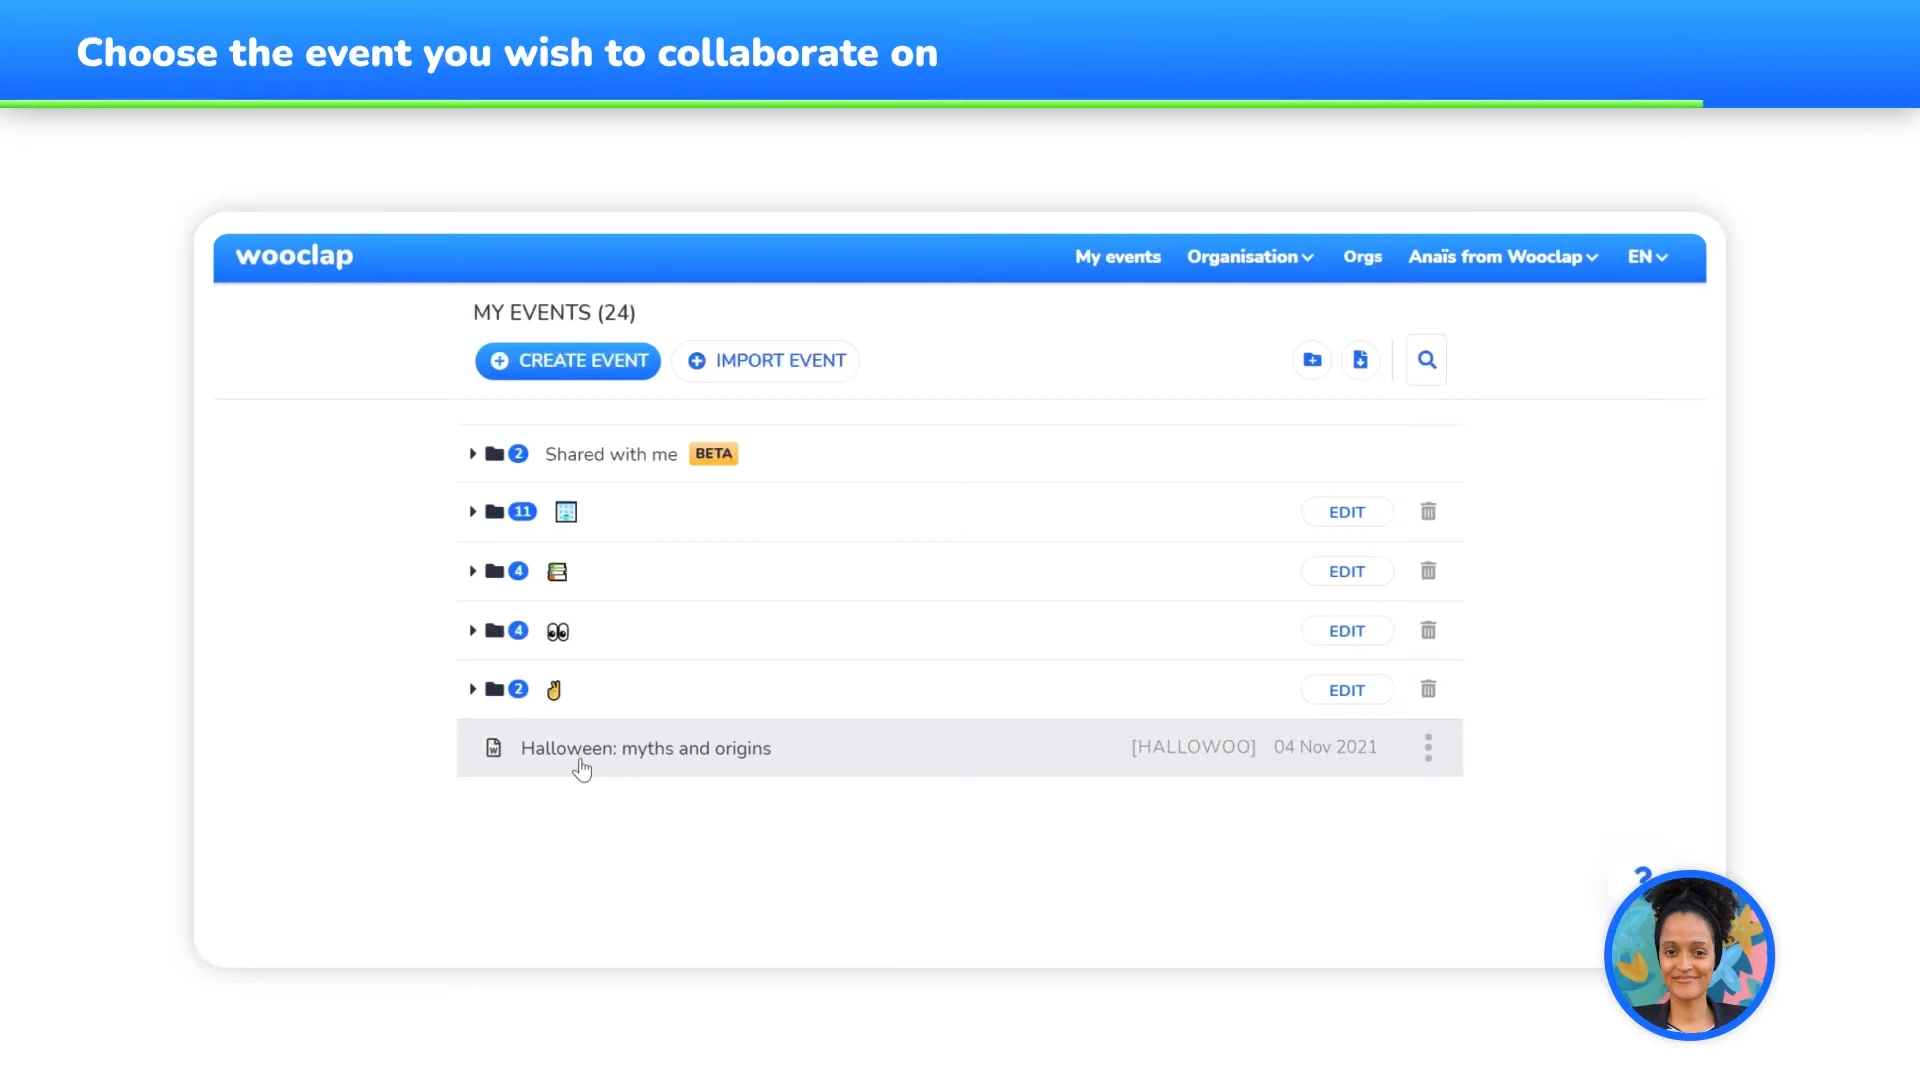 Choose the event you wish to collaborate on
wooclap
My events Organisation Orgs Anaïs from Wooclap EN
MY EVENTS (24)
CREATE EVENT IMPORT EVENT
2 Shared with me BETA
11 EDIT
4 EDIT
4 EDIT
2 EDIT
W Halloween: myths and origins [HALLOWOO] 04 Nov 2021
?